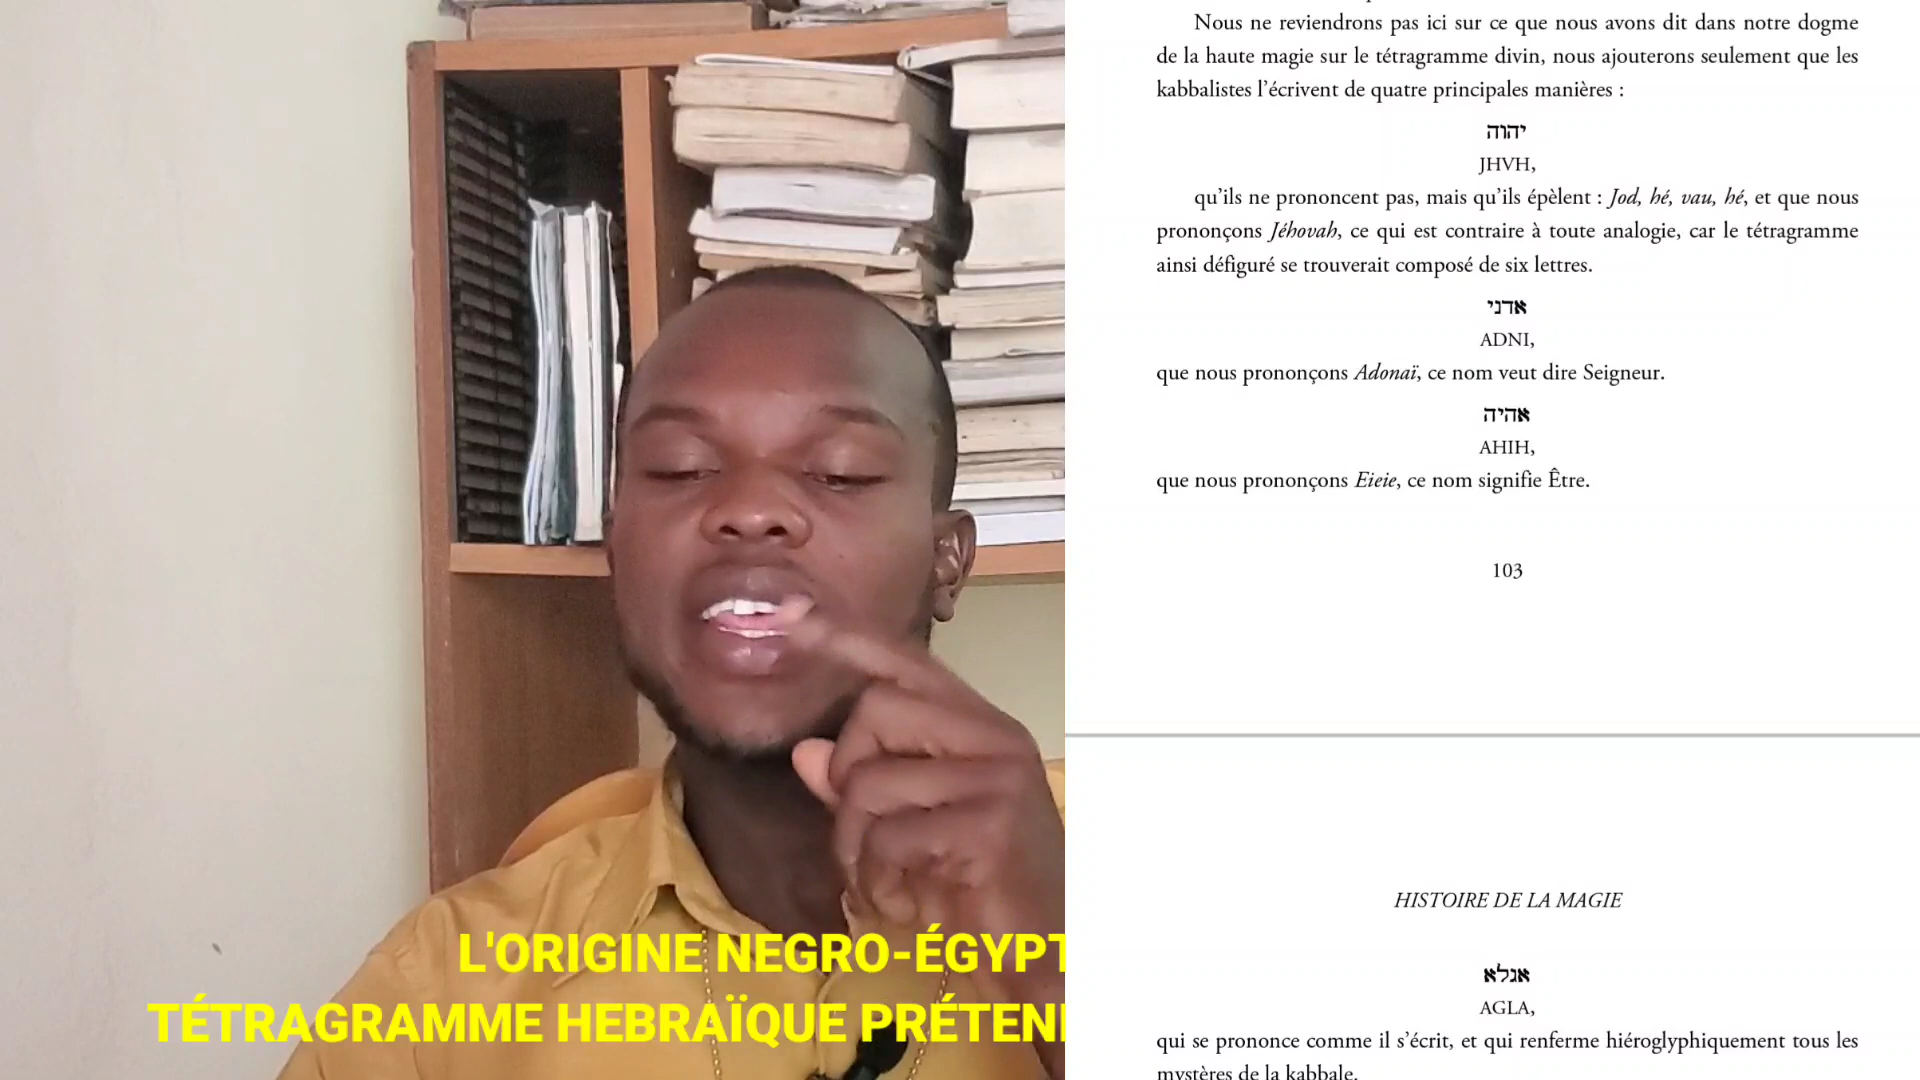 Nous ne reviendrons pas ici sur ce que nous avons dit dans notre dogme
de la haute magie sur le tétragramme divin, nous ajouterons seulement que les
kabbalistes l’écrivent de quatre principales manières :
יהוה
JHVH,
qu’ils ne prononcent pas, mais qu’ils épèlent : Jod, hé, vau, hé, et que nous
prononçons Jéhovah, ce qui est contraire à toute analogie, car le tétragramme
ainsi défiguré se trouverait composé de six lettres.
אדני
ADNI,
que nous prononçons Adonaï, ce nom veut dire Seigneur.
אהיה
AHIH,
que nous prononçons Eieie, ce nom signifie Être.
103
HISTOIRE DE LA MAGIE
אגלא
AGLA,
qui se prononce comme il s’écrit, et qui renferme hiéroglyphiquement tous les
mystères de la kabbale.
L'ORIGINE NEGRO-ÉGYPT
TÉTRAGRAMME HEBRAÏQUE PRÉTEN